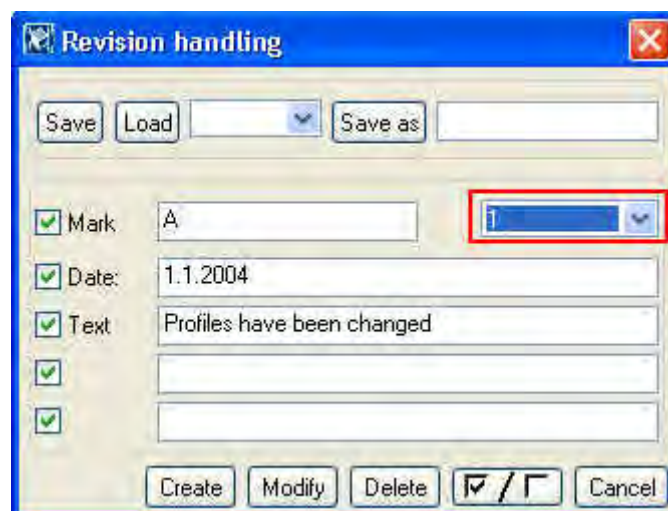 Revision handling
Save Load Save as
Mark A 1
Date: 1.1.2004
Text Profiles have been changed
Create Modify Delete / Cancel